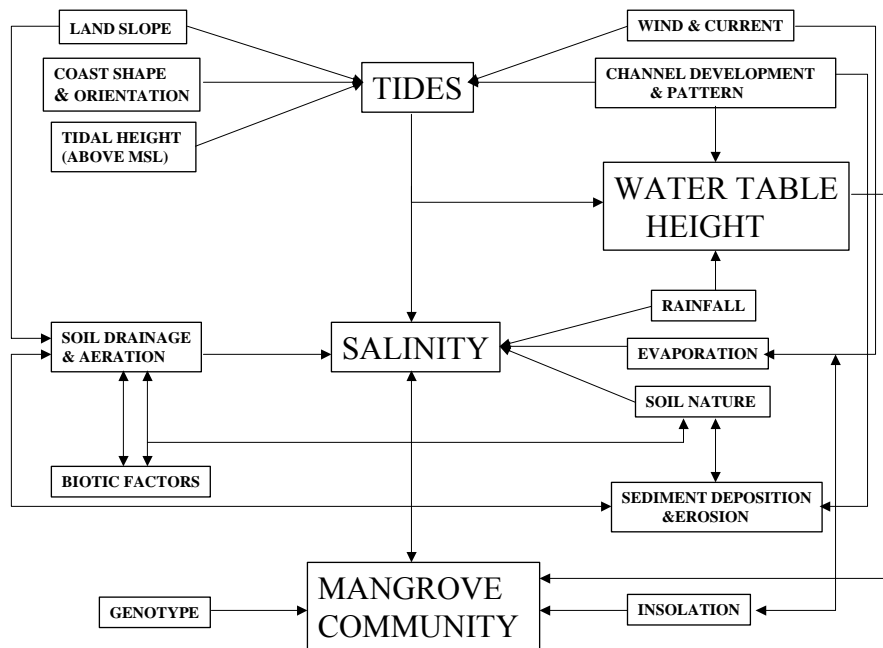 LAND SLOPE
WIND & CURRENT
COAST SHAPE
& ORIENTATION
TIDES
CHANNEL DEVELOPMENT
& PATTERN
TIDAL HEIGHT
(ABOVE MSL)
WATER TABLE
HEIGHT
RAINFALL
SOIL DRAINAGE
& AERATION
SALINITY
EVAPORATION
SOIL NATURE
BIOTIC FACTORS
SEDIMENT DEPOSITION
&EROSION
MANGROVE
COMMUNITY
GENOTYPE
INSOLATION